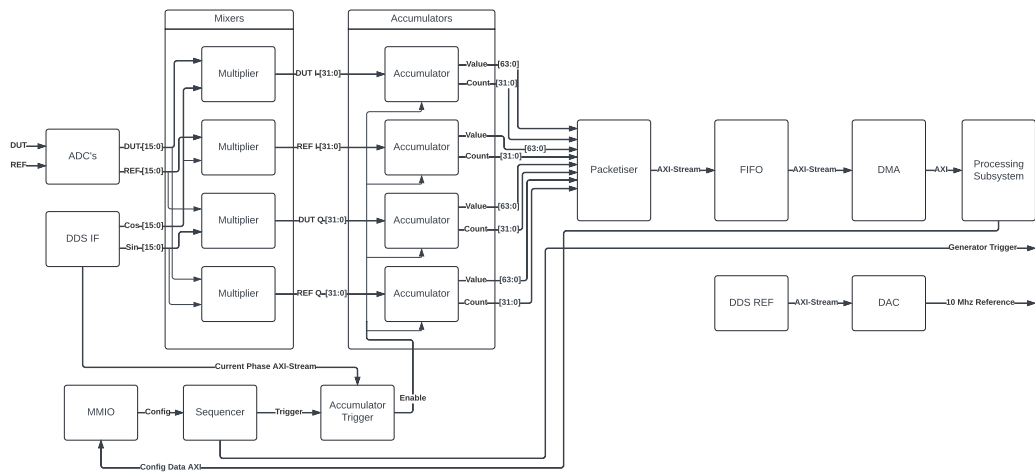 Mixers
Accumulators
Multiplier
DUT I-[31:0]
Accumulator
Value
[63:0]
Count
[31:0]
DUT
REF
ADC's
DUT-[15:0]
REF-[15:0]
Multiplier
REF I-[31:0]
Accumulator
Value
[63:0]
Count
[31:0]
Packetiser
AXI-Stream
FIFO
AXI-Stream
DMA
AXI
Processing
Subsystem
DDS IF
Cos-[15:0]
Sin-[15:0]
Multiplier
DUT Q-[31:0]
Accumulator
Value
[63:0]
Count
[31:0]
Generator Trigger
Multiplier
REF Q-[31:0]
Accumulator
Value
[63:0]
Count
[31:0]
DDS REF
AXI-Stream
DAC
10 Mhz Reference
Current Phase AXI-Stream
MMIO
Config
Sequencer
Trigger
Accumulator
Trigger
Enable
Config Data AXI